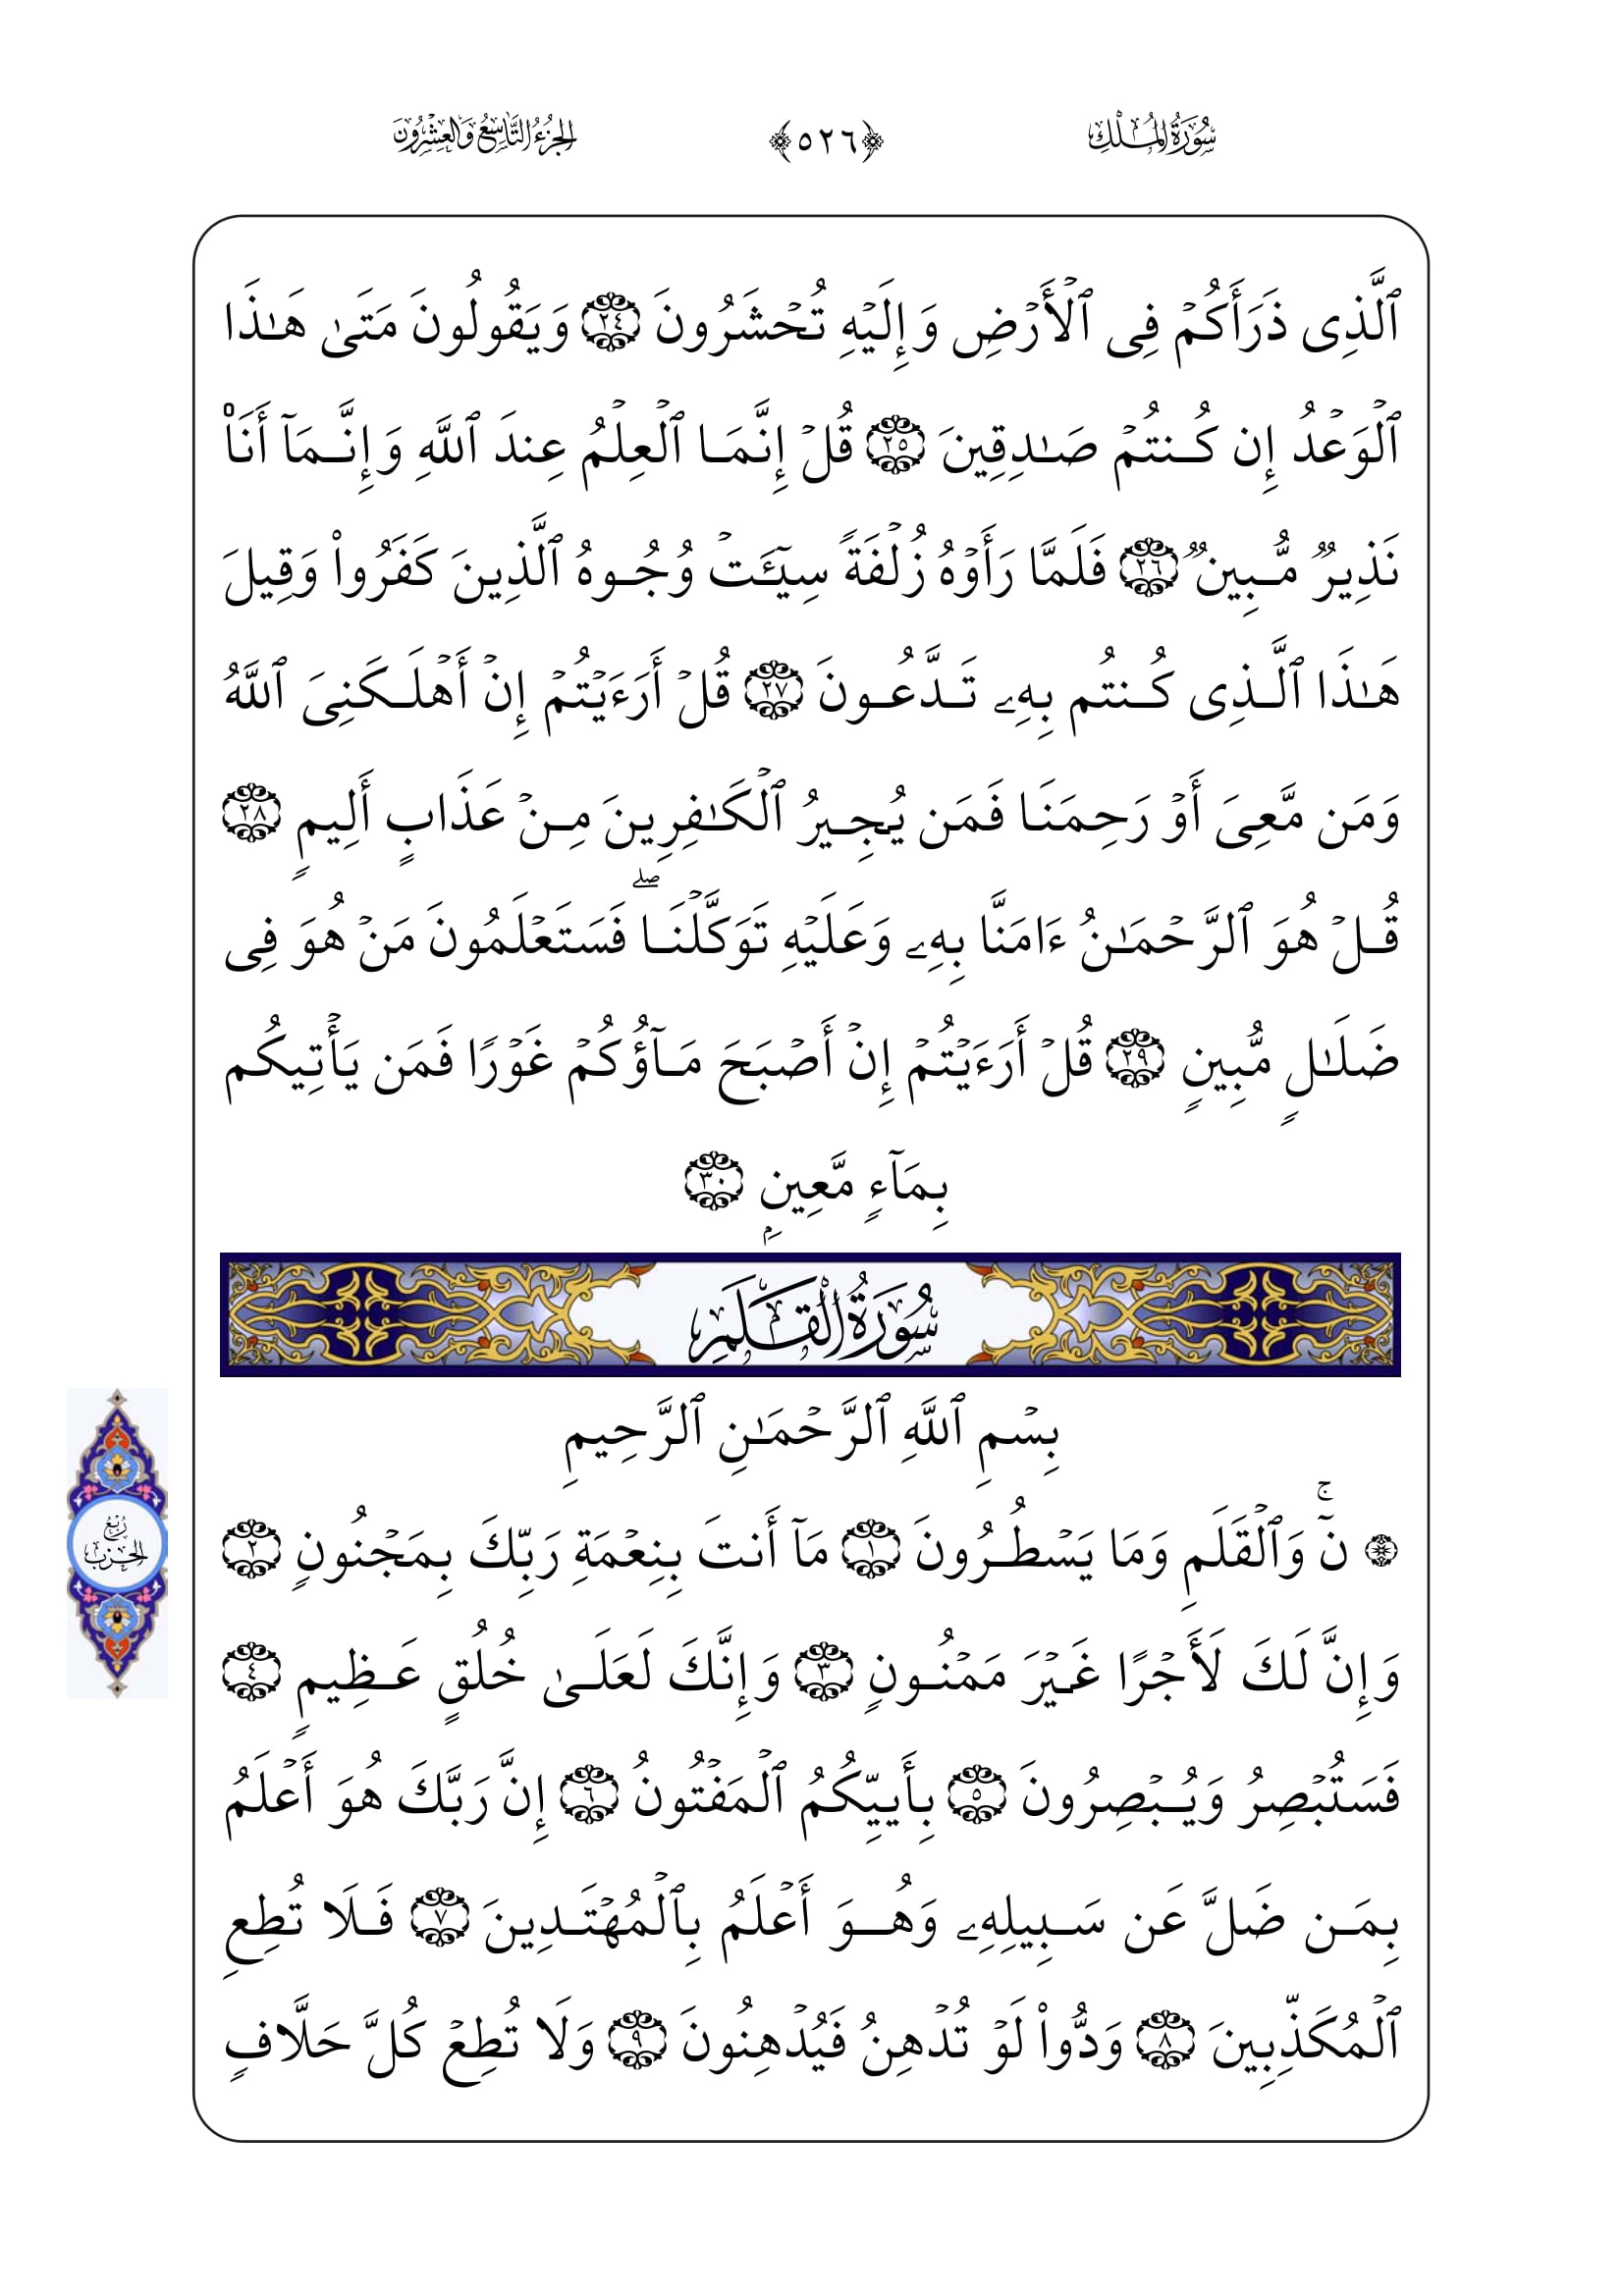 سُورَةُ المُلْكِ ﴿٥٢٦﴾ الجُزْءُ التَّاسِعُ وَالعِشْرُونَ
ٱلَّذِى ذَرَأَكُمۡ فِى ٱلۡأَرۡضِ وَإِلَيۡهِ تُحۡشَرُونَ ٢٤ وَيَقُولُونَ مَتَىٰ هَـٰذَا
ٱلۡوَعۡدُ إِن كُنتُمۡ صَـٰدِقِينَ ٢٥ قُلۡ إِنَّمَا ٱلۡعِلۡمُ عِندَ ٱللَّهِ وَإِنَّمَآ أَنَا۠
نَذِيرٌ مُّبِينٌ ٢٦ فَلَمَّا رَأَوۡهُ زُلۡفَةً سِيٓـَٔتۡ وُجُوهُ ٱلَّذِينَ كَفَرُواْ وَقِيلَ
هَـٰذَا ٱلَّذِى كُنتُم بِهِۦ تَدَّعُونَ ٢٧ قُلۡ أَرَءَيۡتُمۡ إِنۡ أَهۡلَكَنِىَ ٱللَّهُ
وَمَن مَّعِىَ أَوۡ رَحِمَنَا فَمَن يُجِيرُ ٱلۡكَـٰفِرِينَ مِنۡ عَذَابٍ أَلِيمٍ ٢٨
قُلۡ هُوَ ٱلرَّحۡمَـٰنُ ءَامَنَّا بِهِۦ وَعَلَيۡهِ تَوَكَّلۡنَاۖ فَسَتَعۡلَمُونَ مَنۡ هُوَ فِى
ضَلَـٰلٍ مُّبِينٍ ٢٩ قُلۡ أَرَءَيۡتُمۡ إِنۡ أَصۡبَحَ مَآؤُكُمۡ غَوۡرًا فَمَن يَأۡتِيكُم
بِمَآءٍ مَّعِينِۭ ٣٠
سُورَةُ القَلَمِ
بِسۡمِ ٱللَّهِ ٱلرَّحۡمَـٰنِ ٱلرَّحِيمِ
رُبْعُ
الحِزْبِ
۞ نٓۚ وَٱلۡقَلَمِ وَمَا يَسۡطُرُونَ ١ مَآ أَنتَ بِنِعۡمَةِ رَبِّكَ بِمَجۡنُونٍ ٢
وَإِنَّ لَكَ لَأَجۡرًا غَيۡرَ مَمۡنُونٍ ٣ وَإِنَّكَ لَعَلَىٰ خُلُقٍ عَظِيمٍ ٤
فَسَتُبۡصِرُ وَيُبۡصِرُونَ ٥ بِأَييِّكُمُ ٱلۡمَفۡتُونُ ٦ إِنَّ رَبَّكَ هُوَ أَعۡلَمُ
بِمَن ضَلَّ عَن سَبِيلِهِۦ وَهُوَ أَعۡلَمُ بِٱلۡمُهۡتَدِينَ ٧ فَلَا تُطِعِ
ٱلۡمُكَذِّبِينَ ٨ وَدُّواْ لَوۡ تُدۡهِنُ فَيُدۡهِنُونَ ٩ وَلَا تُطِعۡ كُلَّ حَلَّافٍ